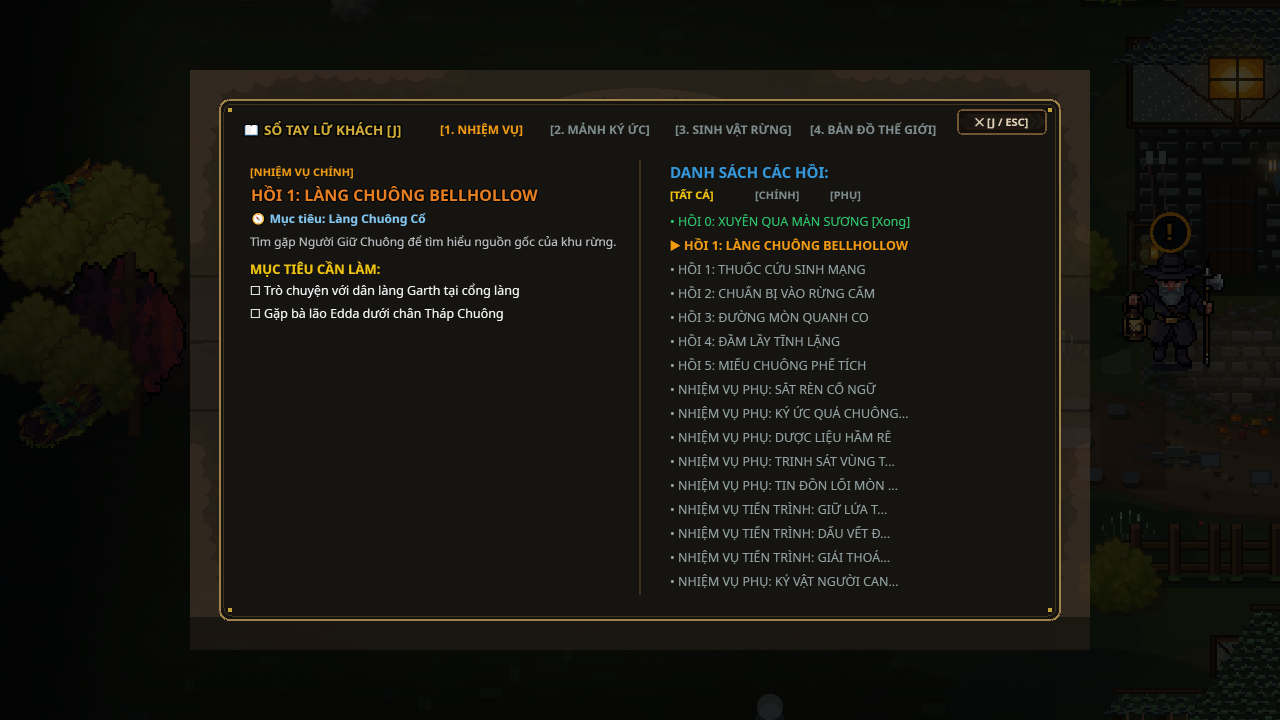 📖 SỔ TAY LỮ KHÁCH [J]
[1. NHIỆM VỤ]
[2. MẢNH KÝ ỨC]
[3. SINH VẬT RỪNG]
[4. BẢN ĐỒ THẾ GIỚI]
✕ [J / ESC]
[NHIỆM VỤ CHÍNH]
HỒI 1: LÀNG CHUÔNG BELLHOLLOW
🧭 Mục tiêu: Làng Chuông Cổ
Tìm gặp Người Giữ Chuông để tìm hiểu nguồn gốc của khu rừng.
MỤC TIÊU CẦN LÀM:
☐ Trò chuyện với dân làng Garth tại cổng làng
☐ Gặp bà lão Edda dưới chân Tháp Chuông
DANH SÁCH CÁC HỒI:
[TẤT CẢ]
[CHÍNH]
[PHỤ]
• HỒI 0: XUYÊN QUA MÀN SƯƠNG [Xong]
▶ HỒI 1: LÀNG CHUÔNG BELLHOLLOW
• HỒI 1: THUỐC CỨU SINH MẠNG
• HỒI 2: CHUẨN BỊ VÀO RỪNG CẤM
• HỒI 3: ĐƯỜNG MÒN QUANH CO
• HỒI 4: ĐẦM LẦY TĨNH LẶNG
• HỒI 5: MIẾU CHUÔNG PHẾ TÍCH
• NHIỆM VỤ PHỤ: SẮT RÈN CỔ NGỮ
• NHIỆM VỤ PHỤ: KÝ ỨC QUẢ CHUÔNG...
• NHIỆM VỤ PHỤ: DƯỢC LIỆU HẦM RỄ
• NHIỆM VỤ PHỤ: TRINH SÁT VÙNG T...
• NHIỆM VỤ PHỤ: TIN ĐỒN LỐI MÒN ...
• NHIỆM VỤ TIẾN TRÌNH: GIỮ LỬA T...
• NHIỆM VỤ TIẾN TRÌNH: DẤU VẾT Đ...
• NHIỆM VỤ TIẾN TRÌNH: GIẢI THOÁ...
• NHIỆM VỤ PHỤ: KỶ VẬT NGƯỜI CAN...
!